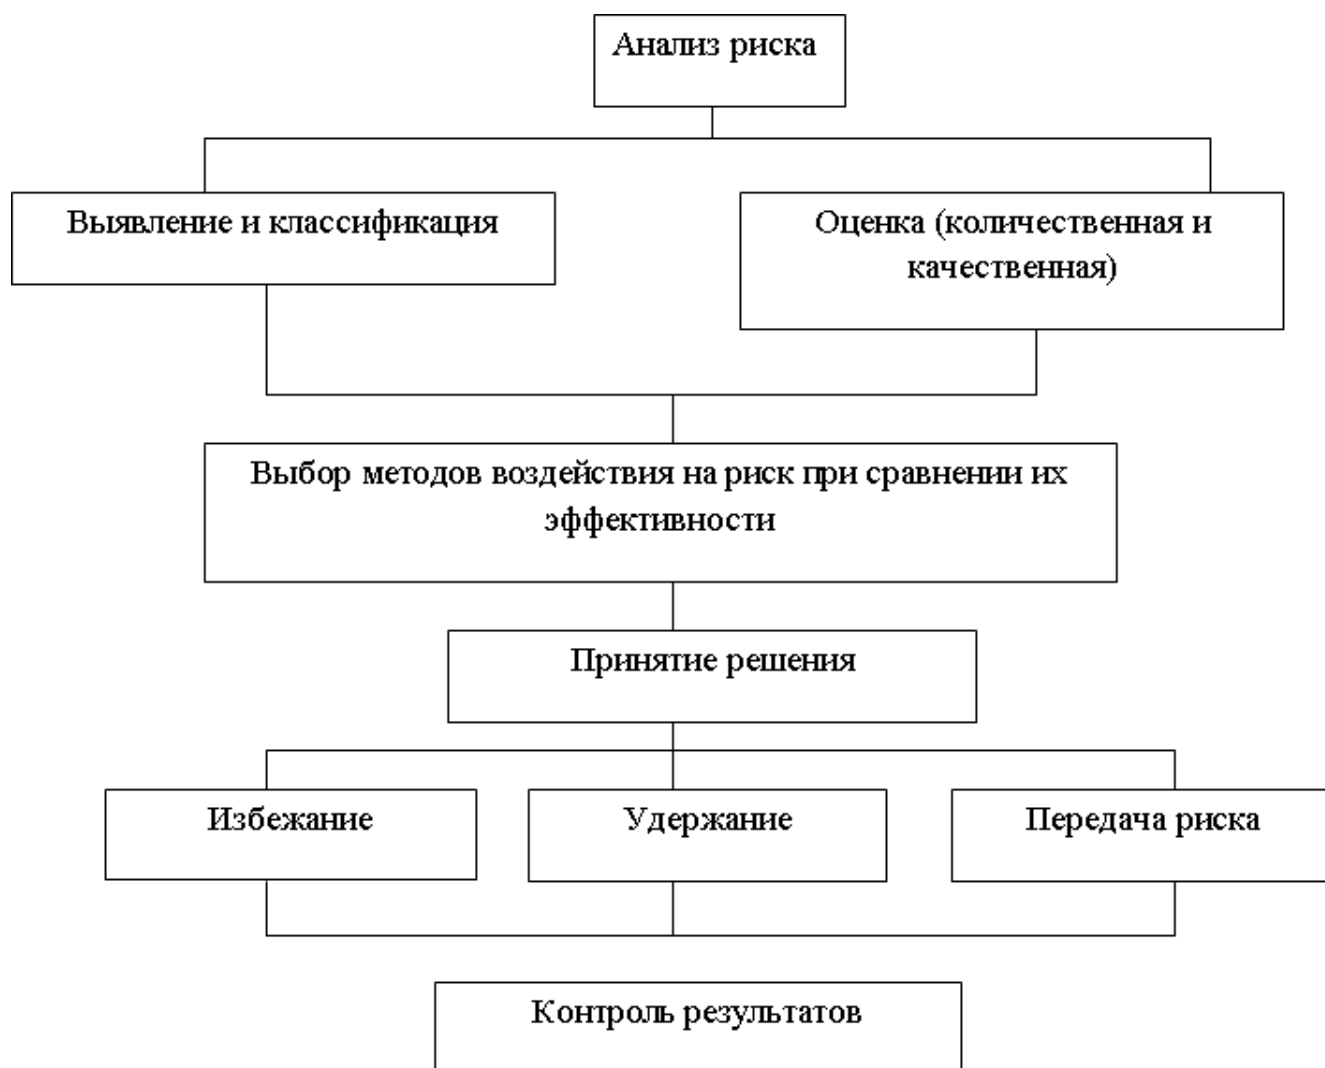 Анализ риска
Выявление и классификация
Оценка (количественная и
качественная)
Выбор методов воздействия на риск при сравнении их
эффективности
Принятие решения
Избежание
Удержание
Передача риска
Контроль результатов